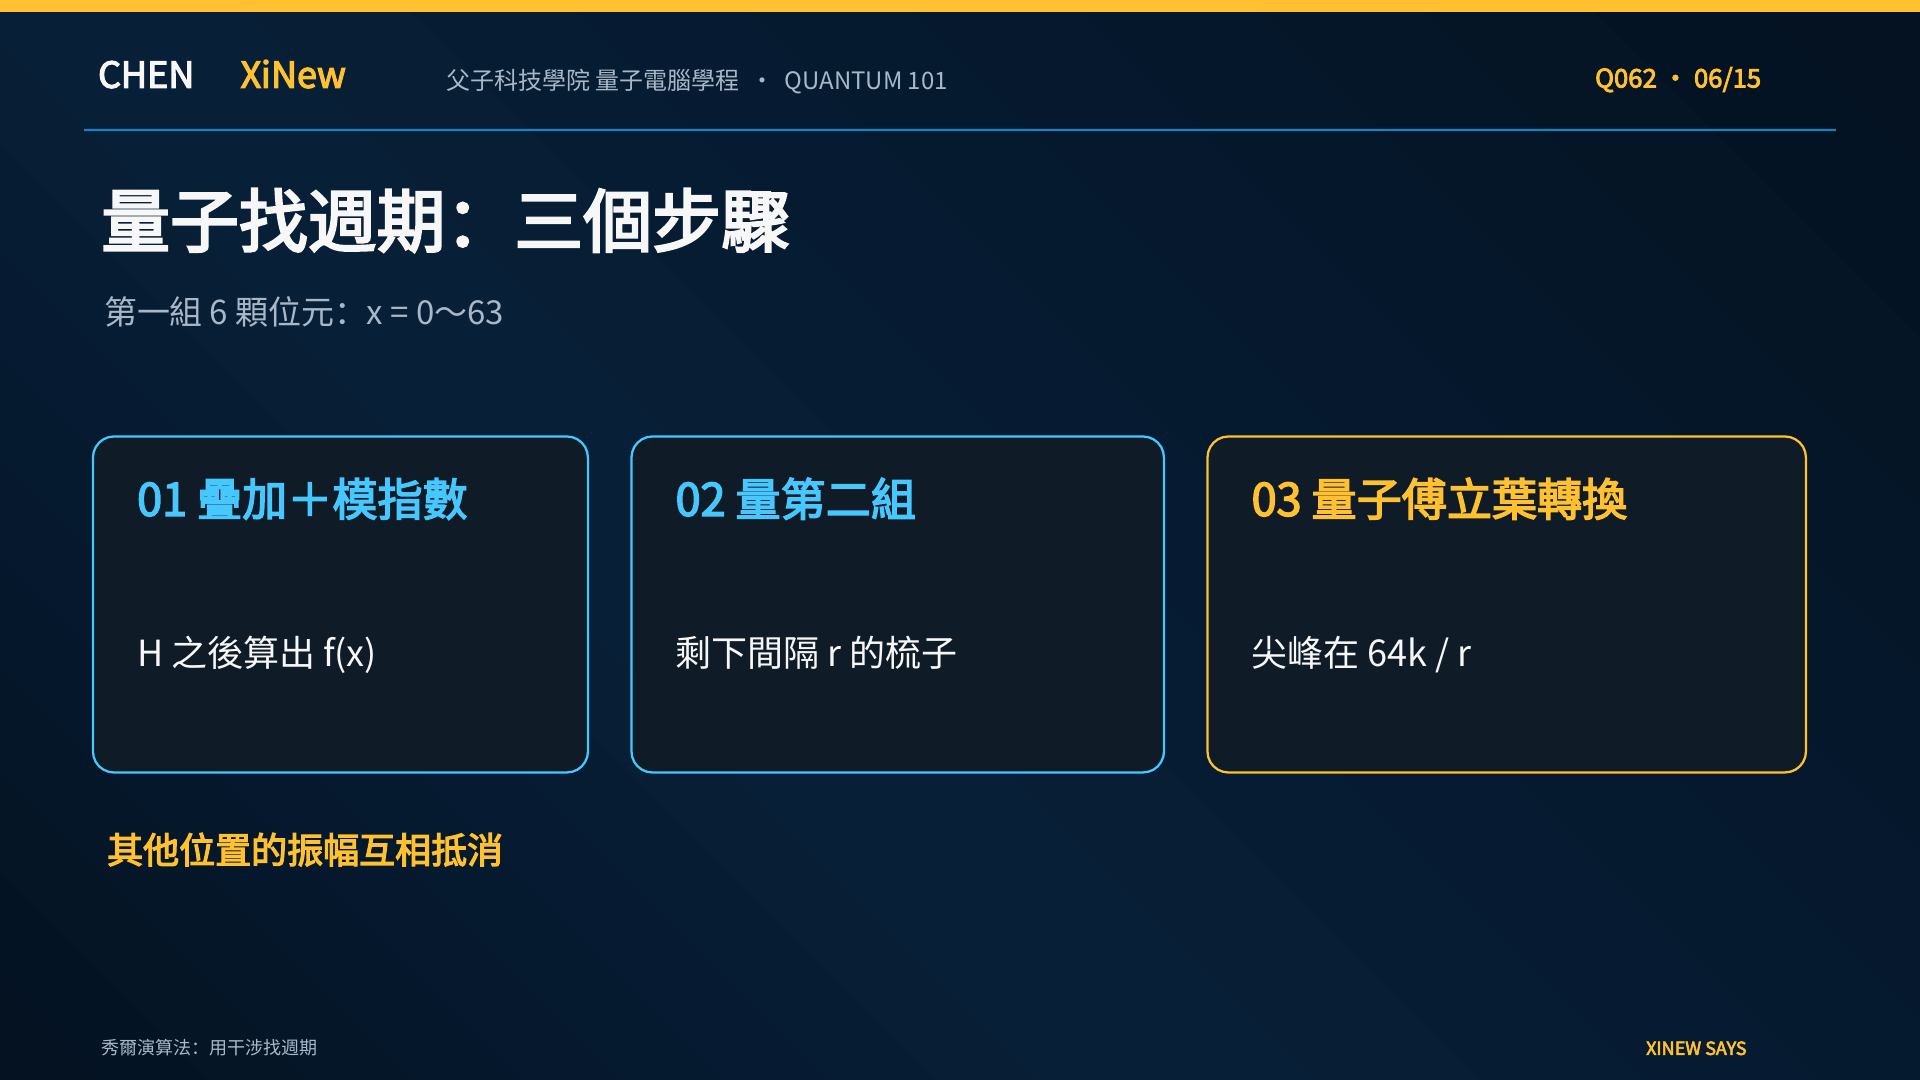 CHEN XiNew 父子科技學院 量子電腦學程 · QUANTUM 101 Q062 · 06/15
量子找週期：三個步驟
第一組 6 顆位元：x = 0～63
01 疊加＋模指數
H 之後算出 f(x)
02 量第二組
剩下間隔 r 的梳子
03 量子傅立葉轉換
尖峰在 64k / r
其他位置的振幅互相抵消
秀爾演算法：用干涉找週期
XINEW SAYS